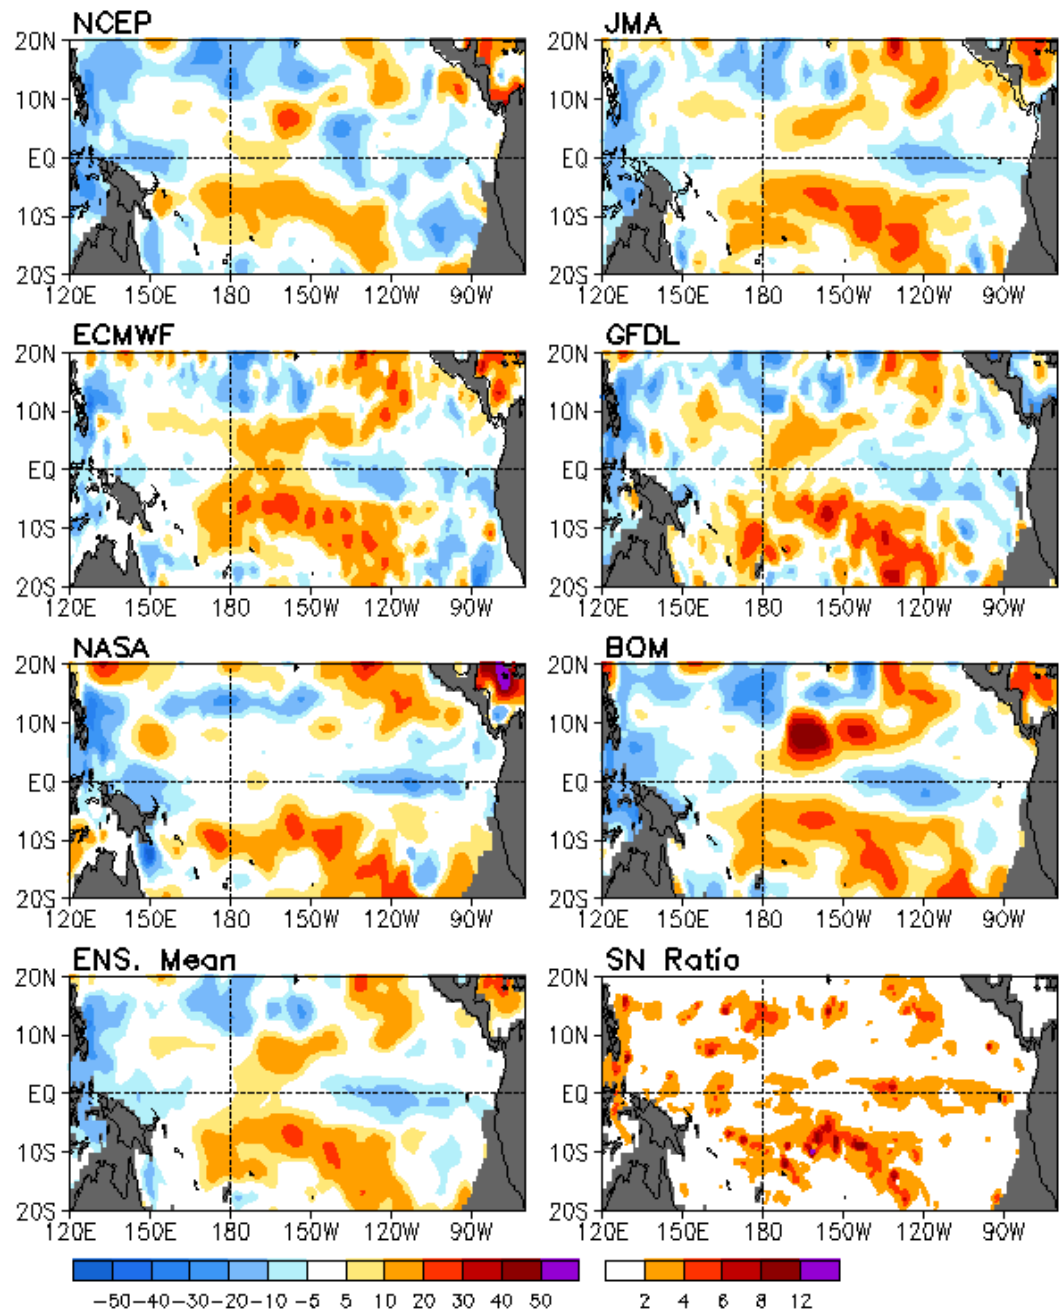 NCEP JMA
20N 20N
10N 10N
EQ EQ
10S 10S
20S 20S
120E 150E 180 150W 120W 90W 120E 150E 180 150W 120W 90W
ECMWF GFDL
20N 20N
10N 10N
EQ EQ
10S 10S
20S 20S
120E 150E 180 150W 120W 90W 120E 150E 180 150W 120W 90W
NASA BOM
20N 20N
10N 10N
EQ EQ
10S 10S
20S 20S
120E 150E 180 150W 120W 90W 120E 150E 180 150W 120W 90W
ENS. Mean SN Ratio
20N 20N
10N 10N
EQ EQ
10S 10S
20S 20S
120E 150E 180 150W 120W 90W 120E 150E 180 150W 120W 90W
-50 -40 -30 -20 -10 -5 5 10 20 30 40 50 2 4 6 8 12